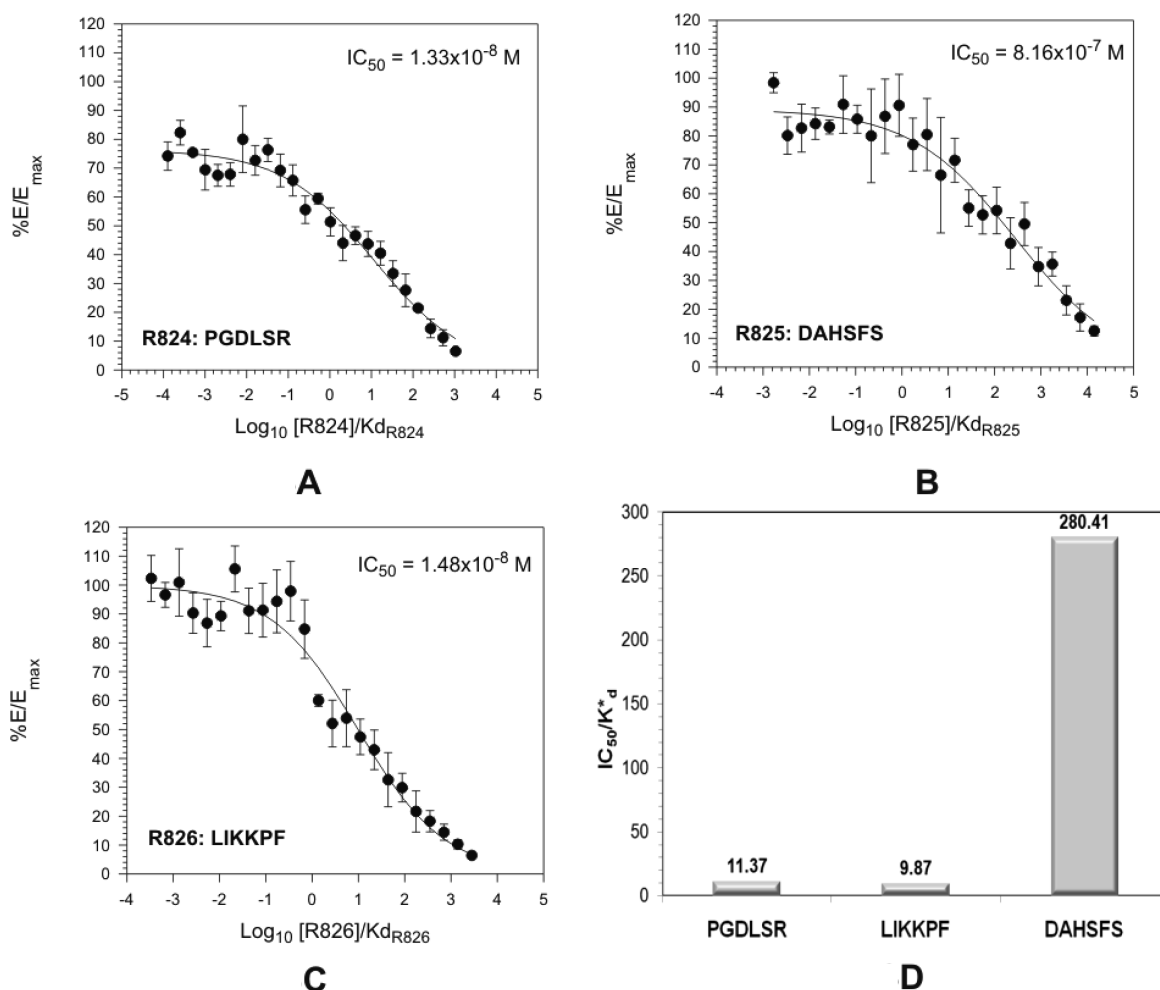 120
110
100
90
80
70
60
50
40
30
20
10
0
%E/Emax
IC50 = 1.33x10-8 M
R824: PGDLSR
-5 -4 -3 -2 -1 0 1 2 3 4 5
Log10 [R824]/KdR824
A
120
110
100
90
80
70
60
50
40
30
20
10
0
%E/Emax
IC50 = 8.16x10-7 M
R825: DAHSFS
-4 -3 -2 -1 0 1 2 3 4 5
Log10 [R825]/KdR825
B
120
110
100
90
80
70
60
50
40
30
20
10
0
%E/Emax
IC50 = 1.48x10-8 M
R826: LIKKPF
-4 -3 -2 -1 0 1 2 3 4 5
Log10 [R826]/KdR826
C
300
250
200
150
100
50
0
IC50/K*d
11.37
9.87
280.41
PGDLSR LIKKPF DAHSFS
D